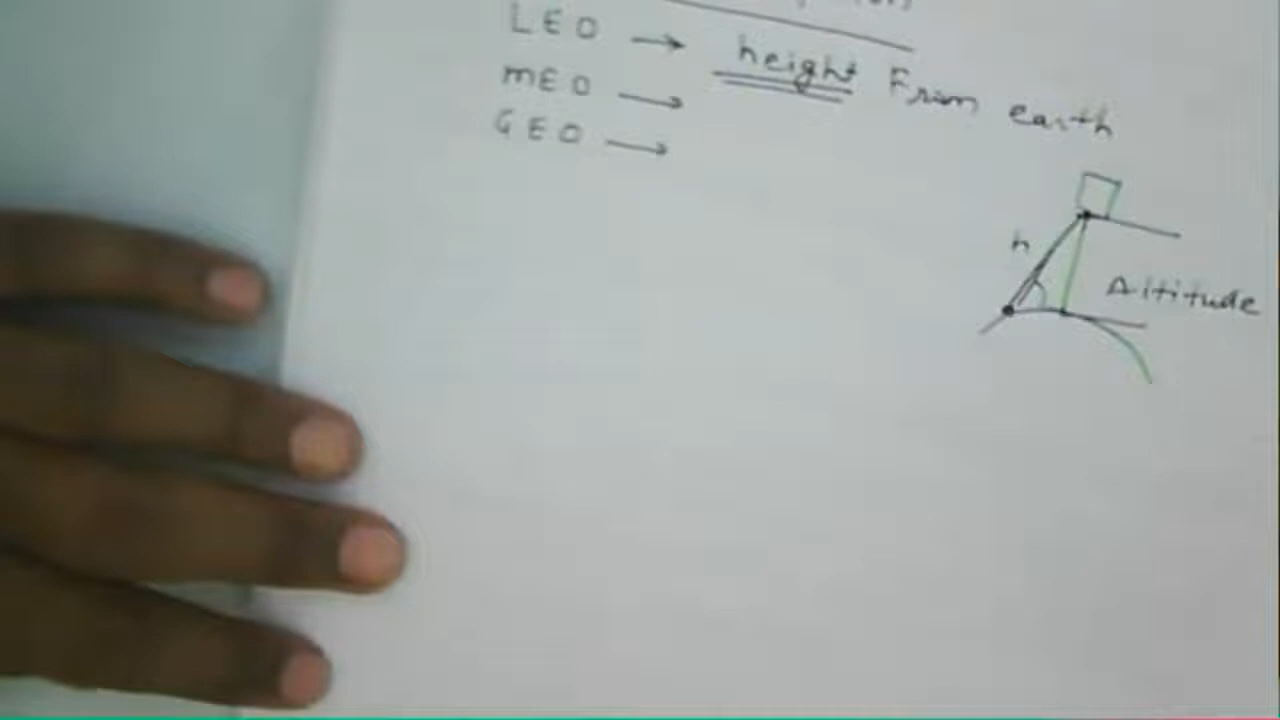 LEO → height From earth
MEO →
GEO →
h
Altitude